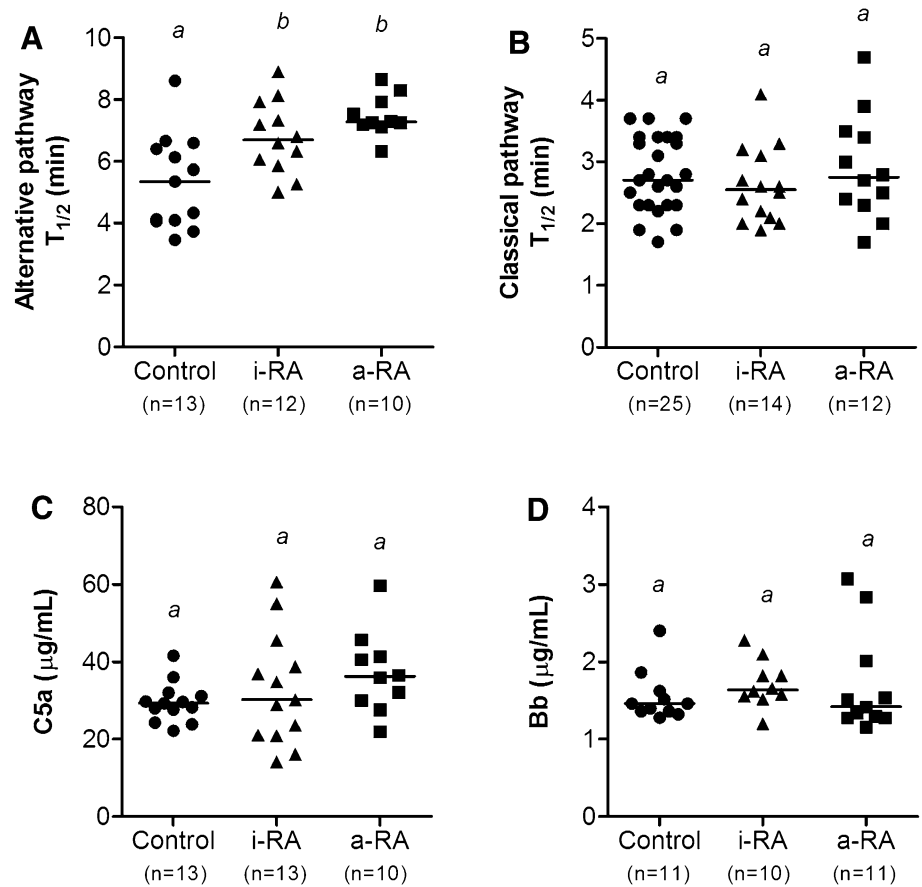 A
a
b
b
Alternative pathway
T1/2 (min)
10
8
6
4
2
0
Control
i-RA
a-RA
(n=13)
(n=12)
(n=10)
B
a
a
a
Classical pathway
T1/2 (min)
5
4
3
2
1
0
Control
i-RA
a-RA
(n=25)
(n=14)
(n=12)
C
a
a
a
C5a (µg/mL)
80
60
40
20
0
Control
i-RA
a-RA
(n=13)
(n=13)
(n=10)
D
a
a
a
Bb (µg/mL)
4
3
2
1
0
Control
i-RA
a-RA
(n=11)
(n=10)
(n=11)